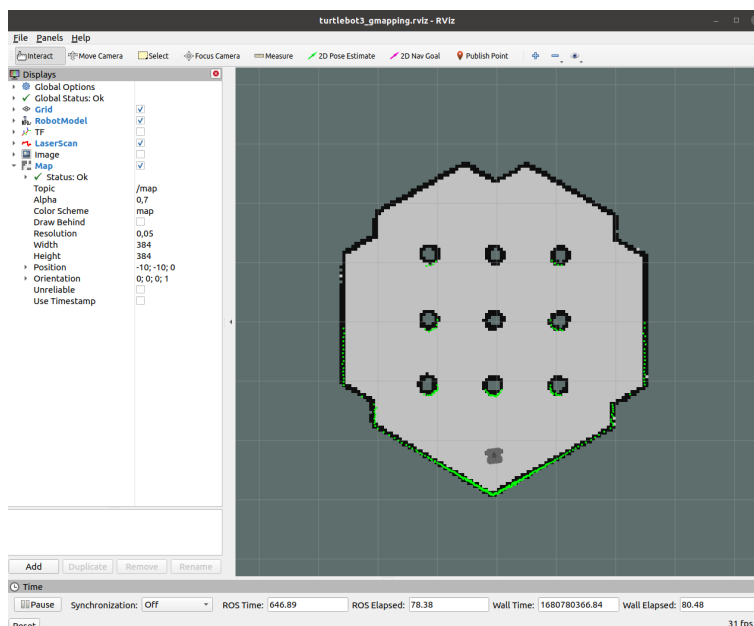 turtlebot3_gmapping.rviz - RViz
File Panels Help
Interact Move Camera Select Focus Camera Measure 2D Pose Estimate 2D Nav Goal Publish Point
Displays
Global Options
Global Status: Ok
Grid
RobotModel
TF
LaserScan
Image
Map
Status: Ok
Topic /map
Alpha 0,7
Color Scheme map
Draw Behind
Resolution 0,05
Width 384
Height 384
Position -10; -10; 0
Orientation 0; 0; 0; 1
Unreliable
Use Timestamp
Add Duplicate Remove Rename
Time
Pause Synchronization: Off ROS Time: 646.89 ROS Elapsed: 78.38 Wall Time: 1680780366.84 Wall Elapsed: 80.48
Reset 31 fps